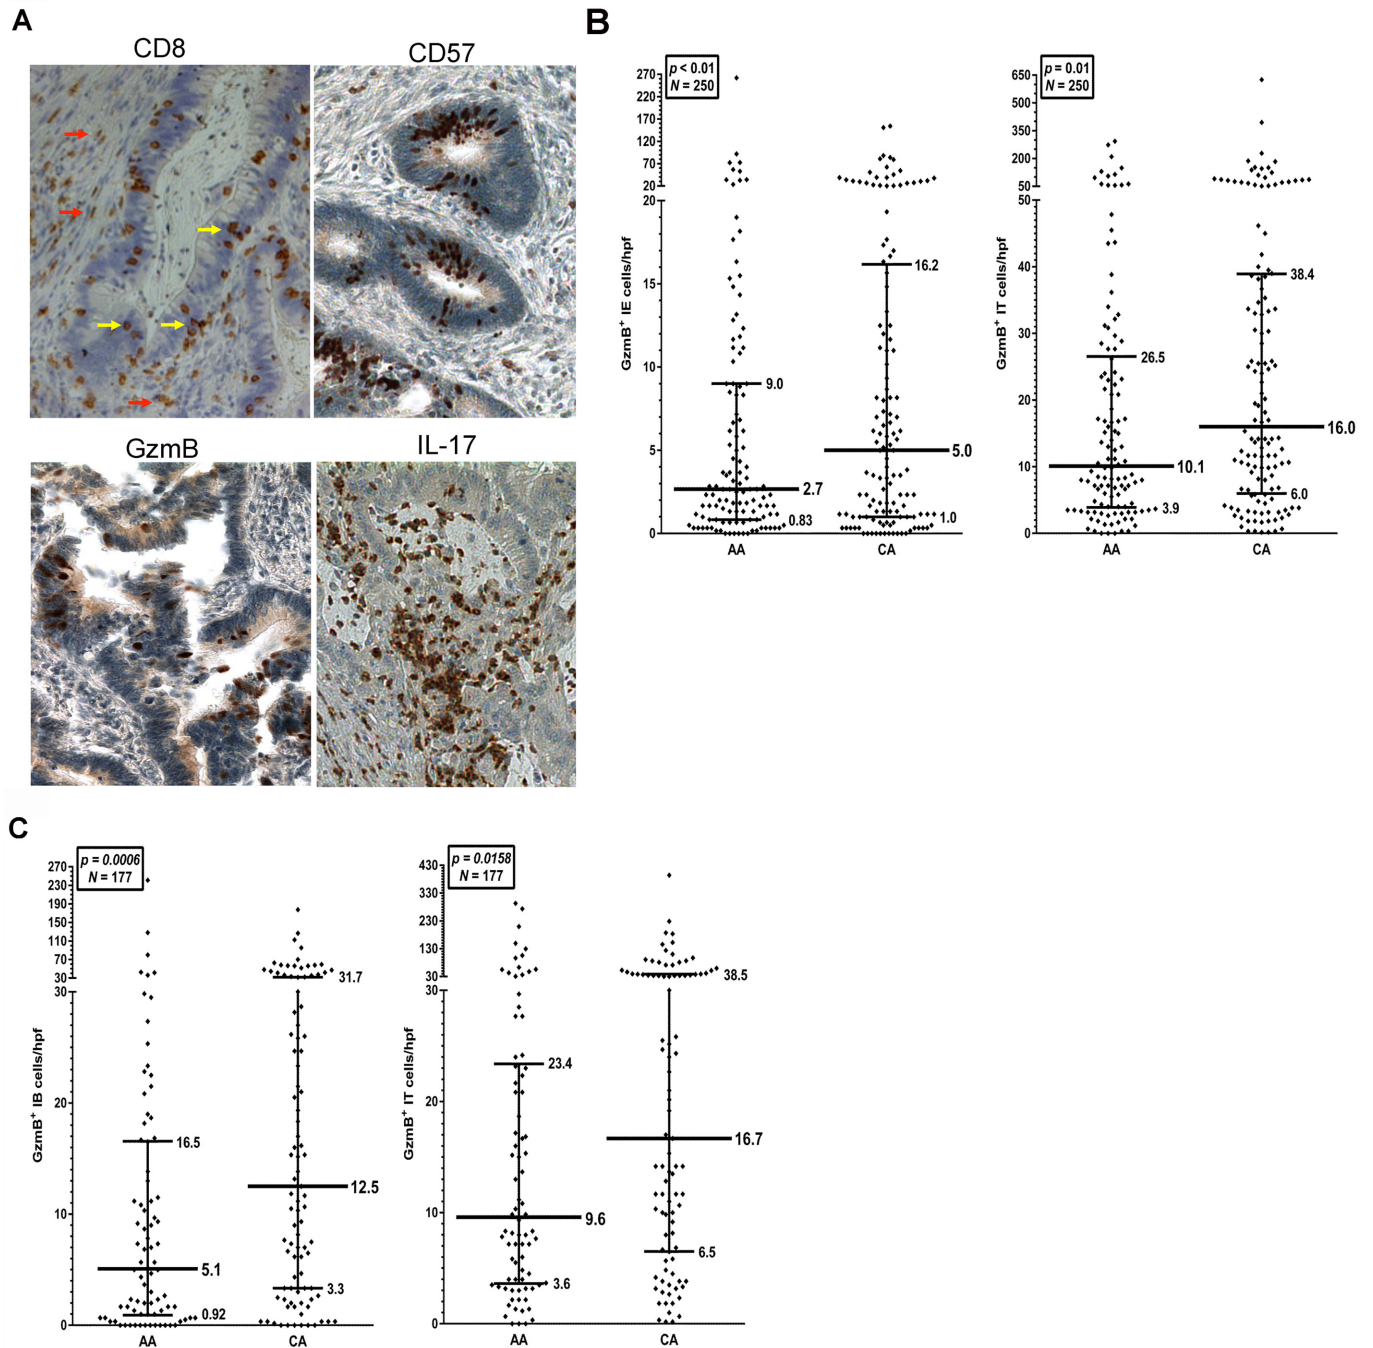 A
CD8
CD57
GzmB
IL-17
B
p < 0.01
N = 250
270
220
170
120
70
20
20
15
10
5
0
GzmB+ IE cells/hpf
9.0
2.7
0.83
16.2
5.0
1.0
AA
CA
p = 0.01
N = 250
650
500
350
200
50
50
40
30
20
10
0
GzmB+ IT cells/hpf
26.5
10.1
3.9
38.4
16.0
6.0
AA
CA
C
p = 0.0006
N = 177
270
230
190
150
110
70
30
30
20
10
0
GzmB+ IB cells/hpf
16.5
5.1
0.92
31.7
12.5
3.3
AA
CA
p = 0.0158
N = 177
430
330
230
130
30
30
20
10
0
GzmB+ IT cells/hpf
23.4
9.6
3.6
38.5
16.7
6.5
AA
CA